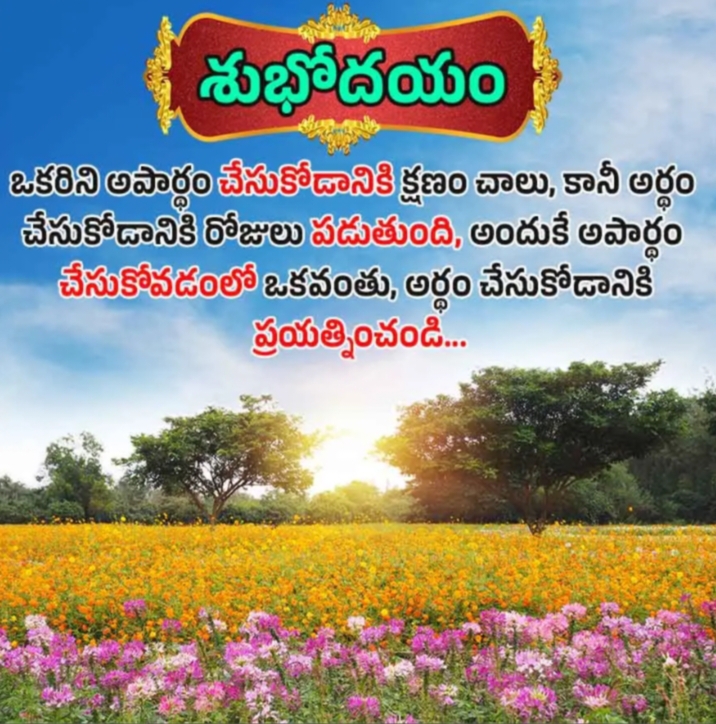 శుభోదయం
ఒకరిని అపార్థం చేసుకోడానికి క్షణం చాలు, కానీ అర్థం
చేసుకోడానికి రోజులు పడుతుంది, అందుకే అపార్థం
చేసుకోవడంలో ఒకవంతు, అర్థం చేసుకోడానికి
ప్రయత్నించండి...